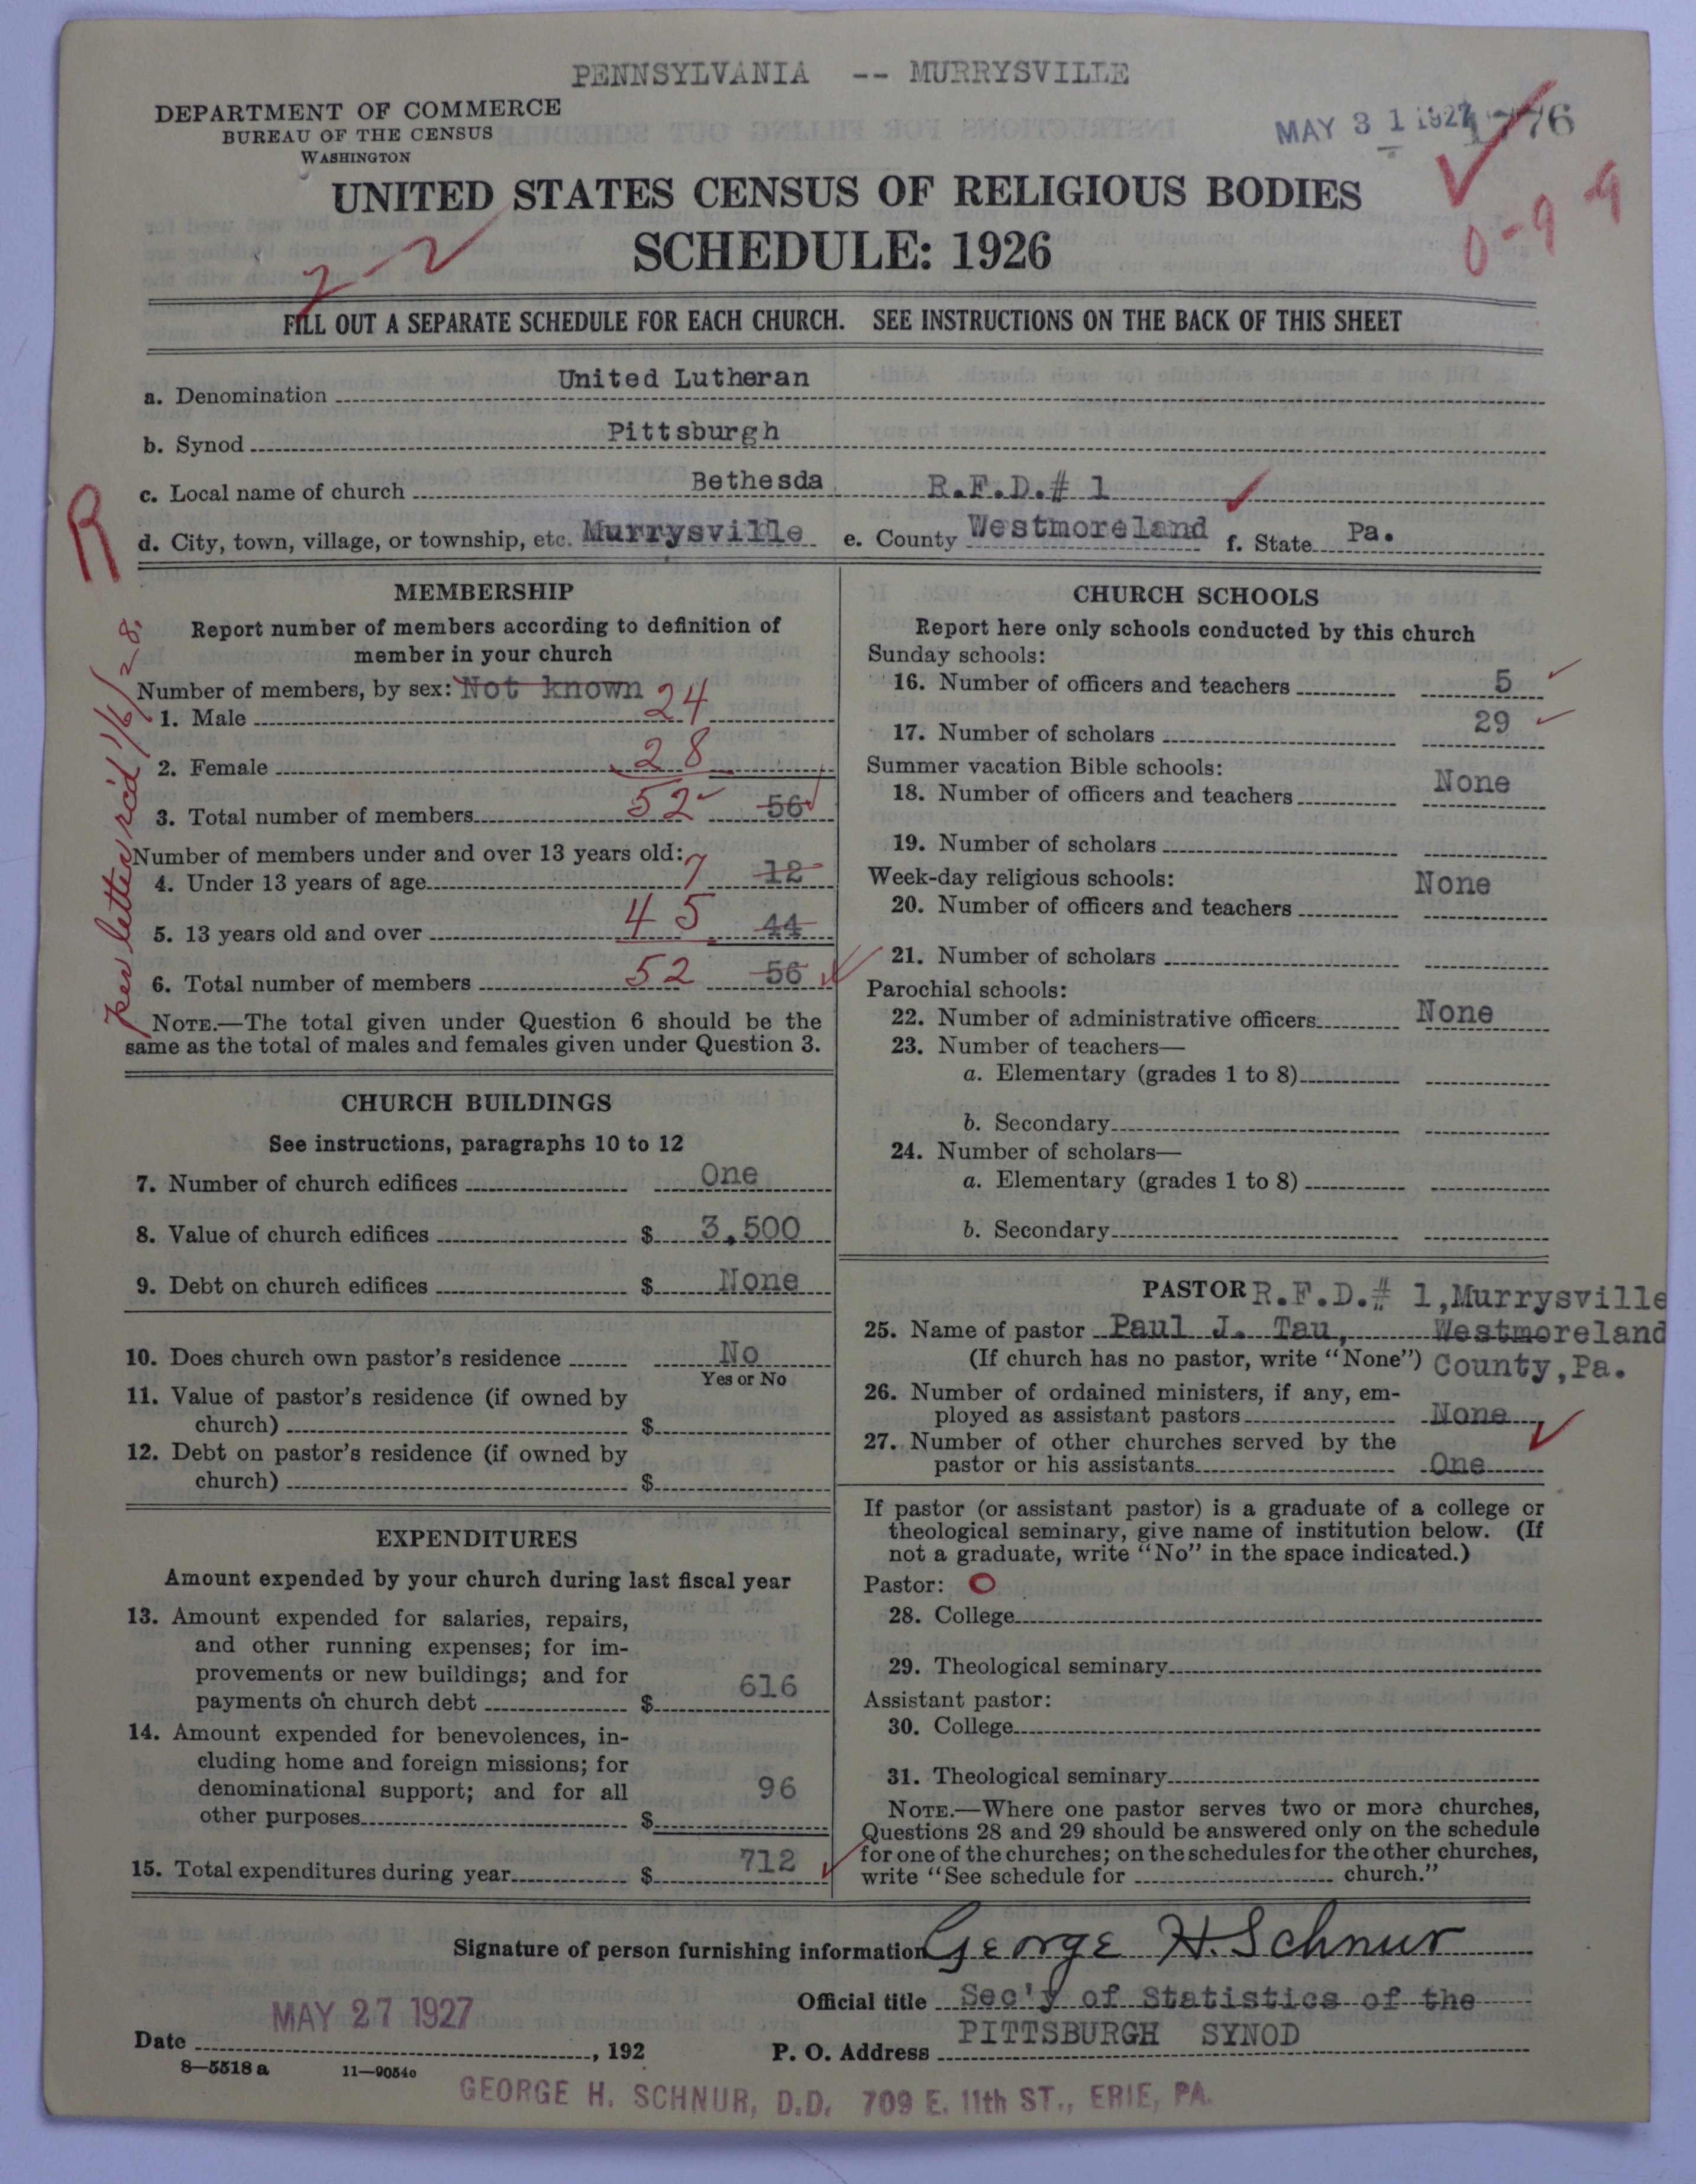 PENNSYLVANIA -- MURRYSVILLE
DEPARTMENT OF COMMERCE
BUREAU OF THE CENSUS
WASHINGTON
MAY 31 1927
UNITED STATES CENSUS OF RELIGIOUS BODIES
SCHEDULE: 1926
0-9-9
2-2
FILL OUT A SEPARATE SCHEDULE FOR EACH CHURCH. SEE INSTRUCTIONS ON THE BACK OF THIS SHEET
a. Denomination United Lutheran
b. Synod Pittsburgh
c. Local name of church Bethesda R.F.D.# 1
R
d. City, town, village, or township, etc. Murrysville e. County Westmoreland f. State Pa.
per letter rec'd 1/6/28.
MEMBERSHIP
Report number of members according to definition of
member in your church
Number of members, by sex: Not known
1. Male 24
2. Female 28
3. Total number of members 52 56
Number of members under and over 13 years old:
4. Under 13 years of age 7 12
5. 13 years old and over 45 44
6. Total number of members 52 56
NOTE.—The total given under Question 6 should be the
same as the total of males and females given under Question 3.
CHURCH BUILDINGS
See instructions, paragraphs 10 to 12
7. Number of church edifices One
8. Value of church edifices $ 3,500
9. Debt on church edifices $ None
10. Does church own pastor's residence No
Yes or No
11. Value of pastor's residence (if owned by
church) $
12. Debt on pastor's residence (if owned by
church) $
EXPENDITURES
Amount expended by your church during last fiscal year
13. Amount expended for salaries, repairs,
and other running expenses; for im-
provements or new buildings; and for
payments on church debt $ 616
14. Amount expended for benevolences, in-
cluding home and foreign missions; for
denominational support; and for all
other purposes $ 96
15. Total expenditures during year $ 712
CHURCH SCHOOLS
Report here only schools conducted by this church
Sunday schools:
16. Number of officers and teachers 5
17. Number of scholars 29
Summer vacation Bible schools:
18. Number of officers and teachers None
19. Number of scholars
Week-day religious schools:
20. Number of officers and teachers None
21. Number of scholars
Parochial schools:
22. Number of administrative officers None
23. Number of teachers—
a. Elementary (grades 1 to 8)
b. Secondary
24. Number of scholars—
a. Elementary (grades 1 to 8)
b. Secondary
PASTOR R.F.D.# 1, Murrysville
25. Name of pastor Paul J. Tau, Westmoreland
(If church has no pastor, write "None") County, Pa.
26. Number of ordained ministers, if any, em-
ployed as assistant pastors None
27. Number of other churches served by the
pastor or his assistants One
If pastor (or assistant pastor) is a graduate of a college or
theological seminary, give name of institution below. (If
not a graduate, write "No" in the space indicated.)
Pastor: O
28. College
29. Theological seminary
Assistant pastor:
30. College
31. Theological seminary
NOTE.—Where one pastor serves two or more churches,
Questions 28 and 29 should be answered only on the schedule
for one of the churches; on the schedules for the other churches,
write "See schedule for church."
Signature of person furnishing information George H. Schnur
Official title Sec'y of Statistics of the
MAY 27 1927
PITTSBURGH SYNOD
Date , 192
P. O. Address
8—5518 a 11—9054o
GEORGE H. SCHNUR, D.D. 709 E. 11th ST., ERIE, PA.